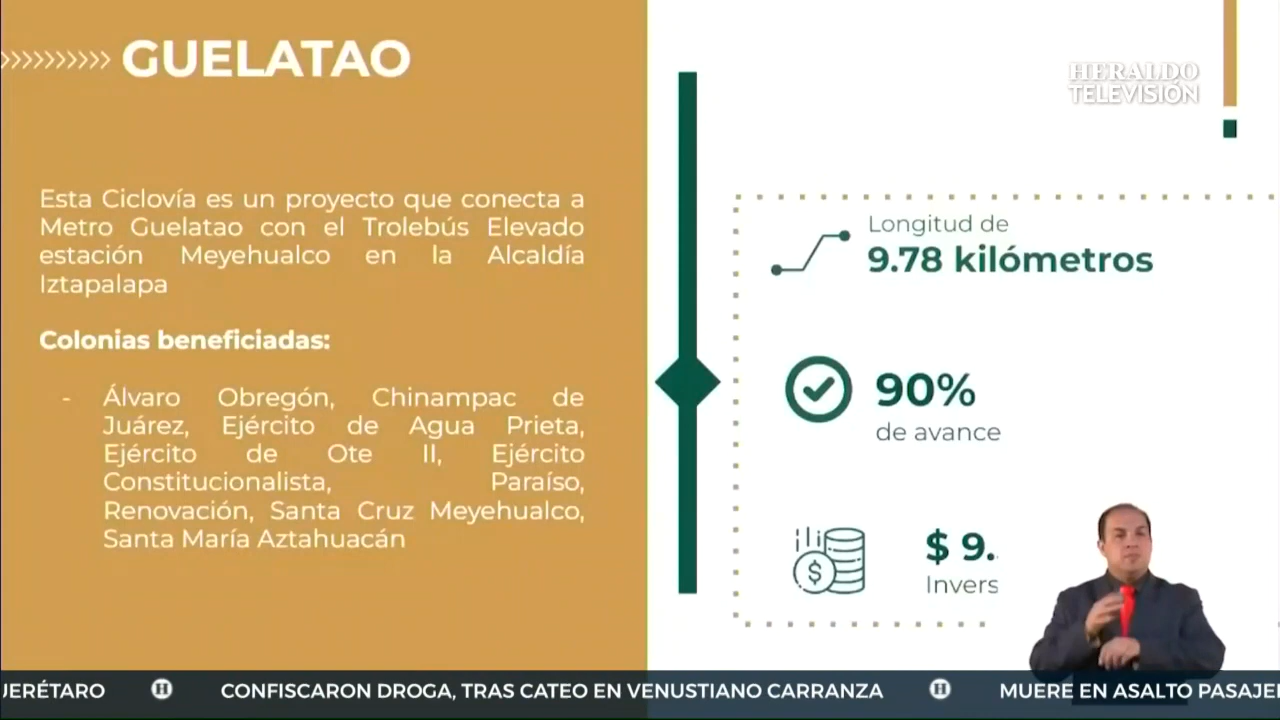 GUELATAO
Esta Ciclovía es un proyecto que conecta a
Metro Guelatao con el Trolebús Elevado
estación Meyehualco en la Alcaldía
Iztapalapa
Colonias beneficiadas:
- Álvaro Obregón, Chinampac de
Juárez, Ejército de Agua Prieta,
Ejército de Ote II, Ejército
Constitucionalista, Paraíso,
Renovación, Santa Cruz Meyehualco,
Santa María Aztahuacán
HERALDO
TELEVISIÓN
Longitud de
9.78 kilómetros
90%
de avance
$
$ 9.
Invers
UERÉTARO H CONFISCARON DROGA, TRAS CATEO EN VENUSTIANO CARRANZA H MUERE EN ASALTO PASAJE